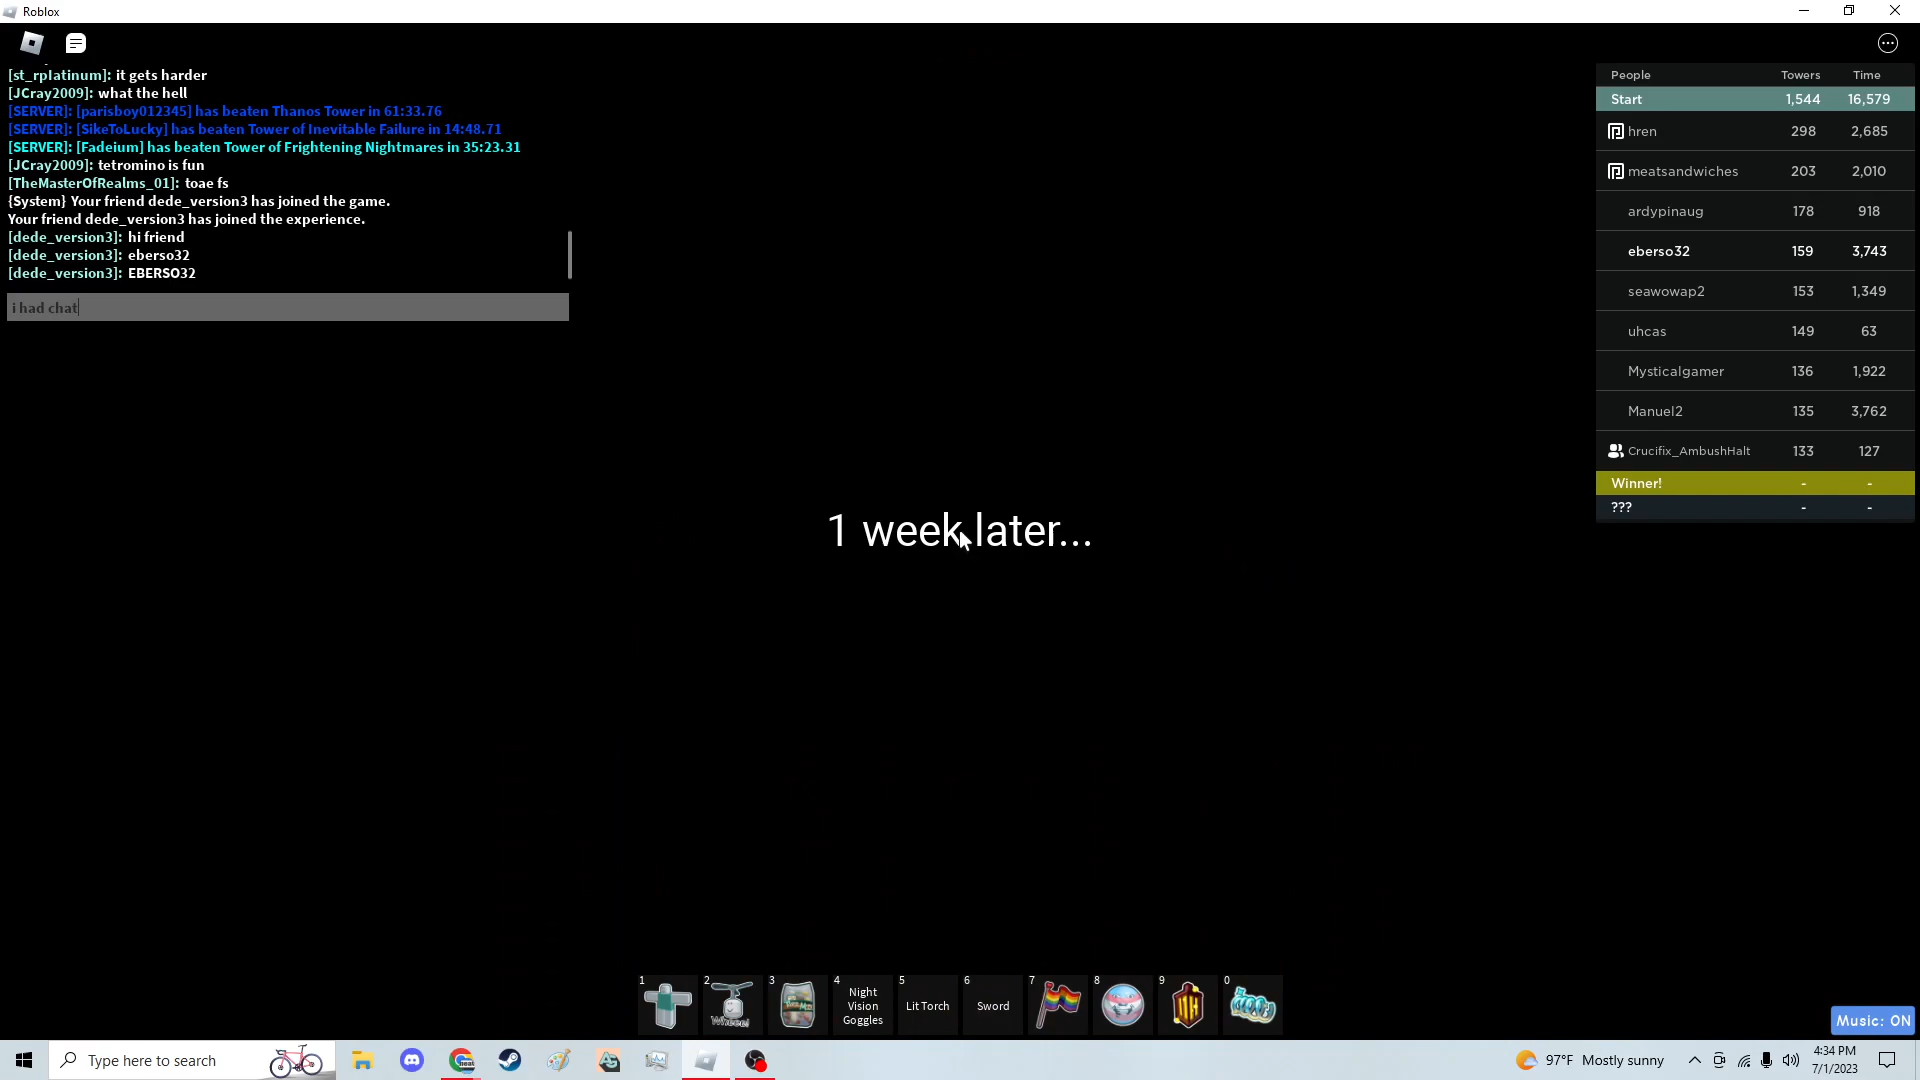 Roblox
[st_rplatinum]: it gets harder
[JCray2009]: what the hell
[SERVER]: [parisboy012345] has beaten Thanos Tower in 61:33.76
[SERVER]: [SikeToLucky] has beaten Tower of Inevitable Failure in 14:48.71
[SERVER]: [Fadeium] has beaten Tower of Frightening Nightmares in 35:23.31
[JCray2009]: tetromino is fun
[TheMasterOfRealms_01]: toae fs
{System} Your friend dede_version3 has joined the game.
Your friend dede_version3 has joined the experience.
[dede_version3]: hi friend
[dede_version3]: eberso32
[dede_version3]: EBERSO32
i had chat
People Towers Time
Start 1,544 16,579
hren 298 2,685
meatsandwiches 203 2,010
ardypinaug 178 918
eberso32 159 3,743
seawowap2 153 1,349
uhcas 149 63
Mysticalgamer 136 1,922
Manuel2 135 3,762
Crucifix_AmbushHalt 133 127
Winner! - -
??? - -
1 week later...
1 2 3 4 5 6 7 8 9 0
Wheee!
Night
Vision
Goggles
Lit Torch
Sword
Music: ON
Type here to search
97°F Mostly sunny
4:34 PM
7/1/2023